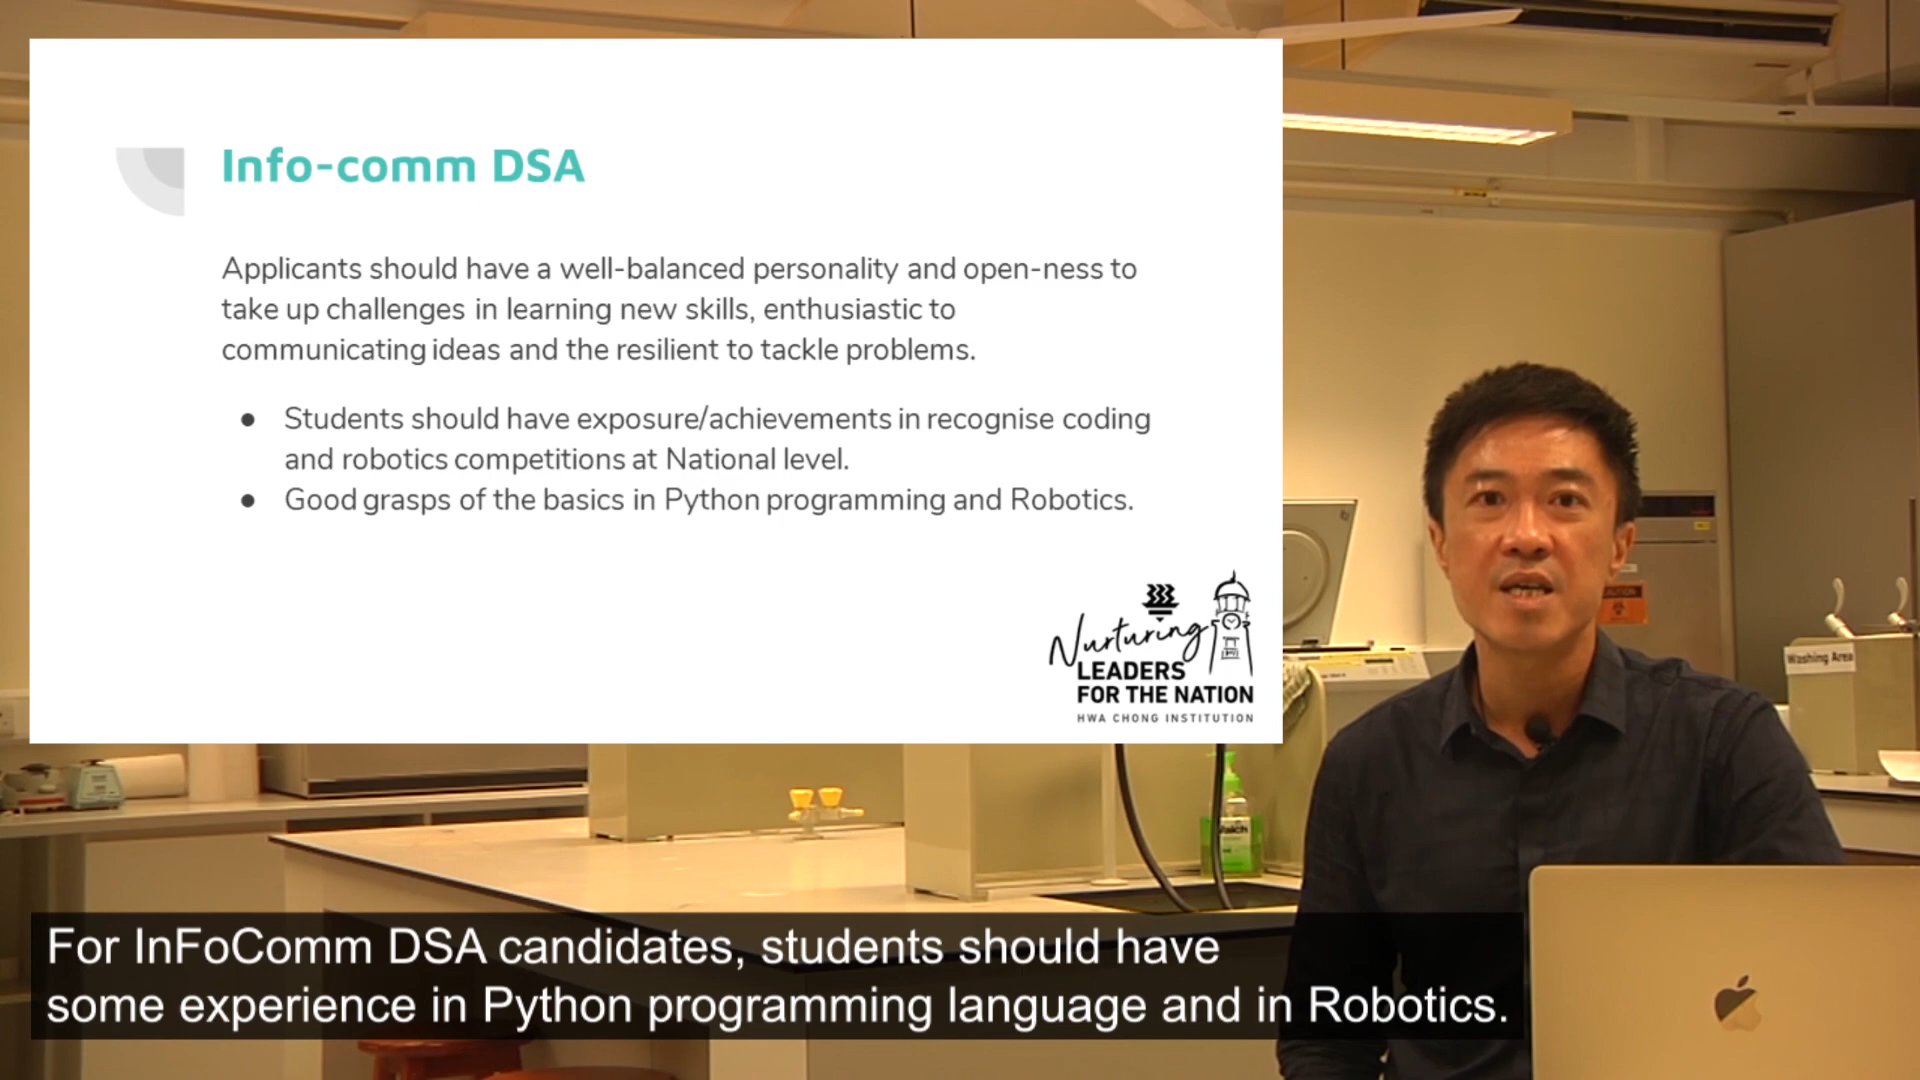 Info-comm DSA
Applicants should have a well-balanced personality and open-ness to
take up challenges in learning new skills, enthusiastic to
communicating ideas and the resilient to tackle problems.
● Students should have exposure/achievements in recognise coding
and robotics competitions at National level.
● Good grasps of the basics in Python programming and Robotics.
Nurturing
LEADERS
FOR THE NATION
HWA CHONG INSTITUTION
Washing Area
For InFoComm DSA candidates, students should have
some experience in Python programming language and in Robotics.